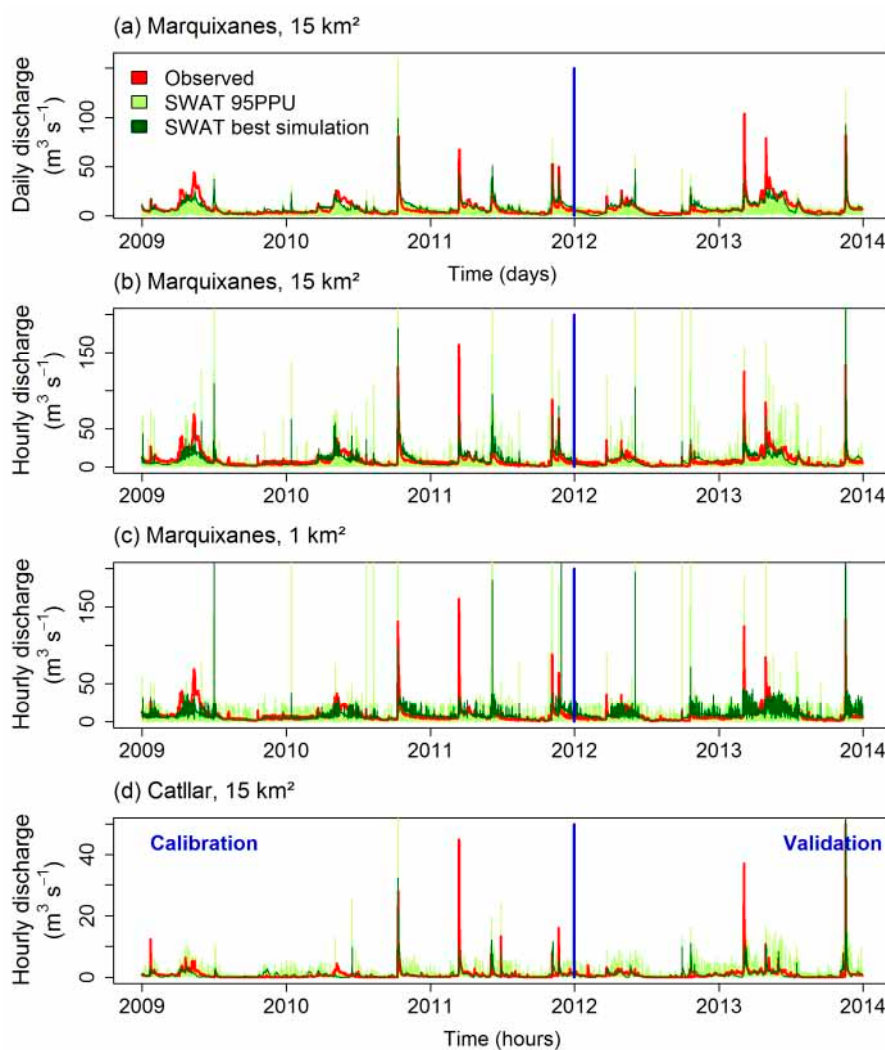 (a) Marquixanes, 15 km²
Observed
SWAT 95PPU
SWAT best simulation
Daily discharge
(m³ s⁻¹)
0 50 100
2009 2010 2011 2012 2013 2014
Time (days)
(b) Marquixanes, 15 km²
Hourly discharge
(m³ s⁻¹)
0 50 150
2009 2010 2011 2012 2013 2014
(c) Marquixanes, 1 km²
Hourly discharge
(m³ s⁻¹)
0 50 150
2009 2010 2011 2012 2013 2014
(d) Catllar, 15 km²
Calibration Validation
Hourly discharge
(m³ s⁻¹)
0 20 40
2009 2010 2011 2012 2013 2014
Time (hours)